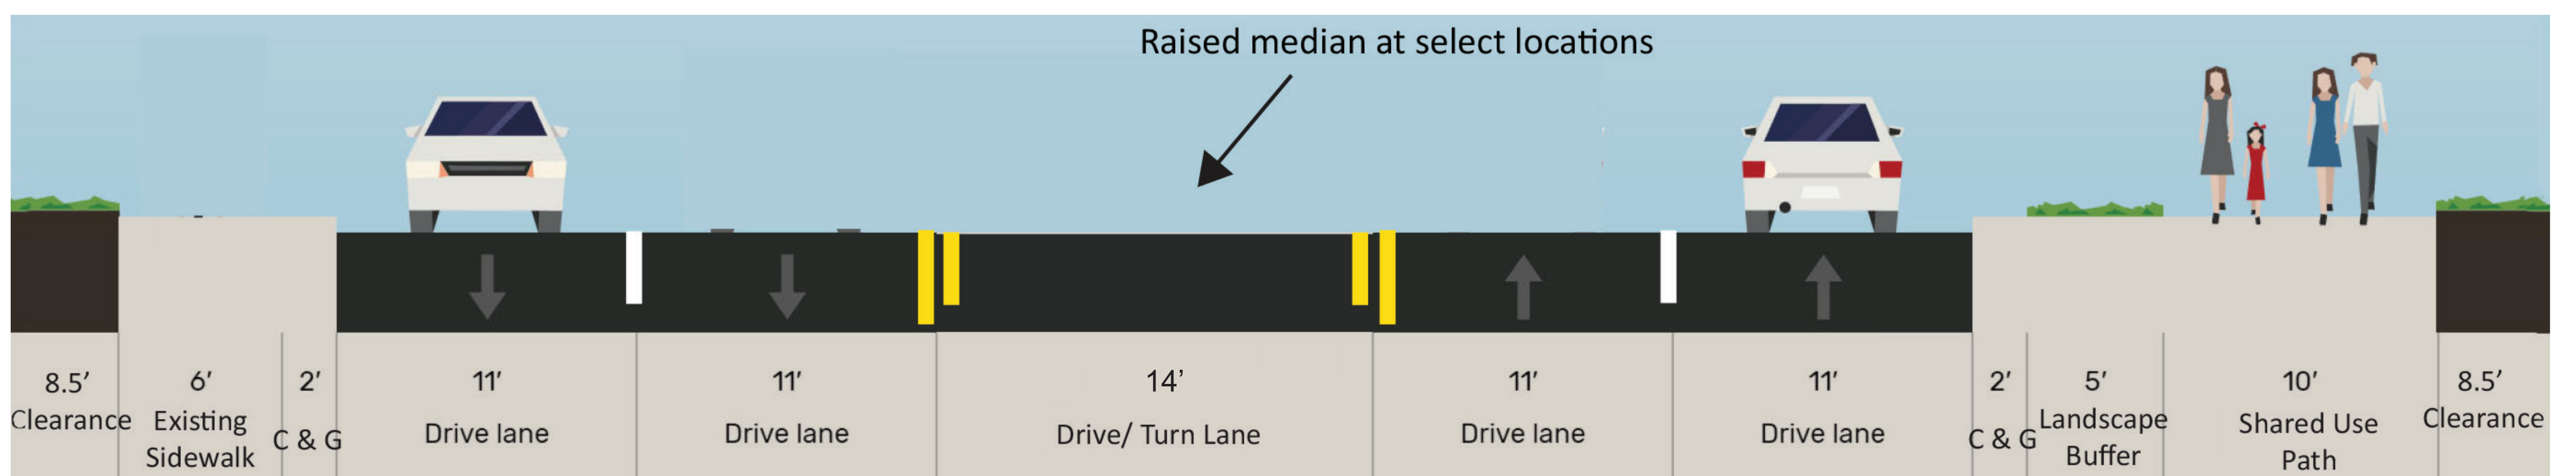 Raised median at select locations
8.5’ 6’ 2’ 11’ 11’ 14’ 11’ 11’ 2’ 5’ 10’ 8.5’
Clearance
Existing
Sidewalk
C & G
Drive lane
Drive lane
Drive/ Turn Lane
Drive lane
Drive lane
C & G
Landscape
Buffer
Shared Use
Path
Clearance